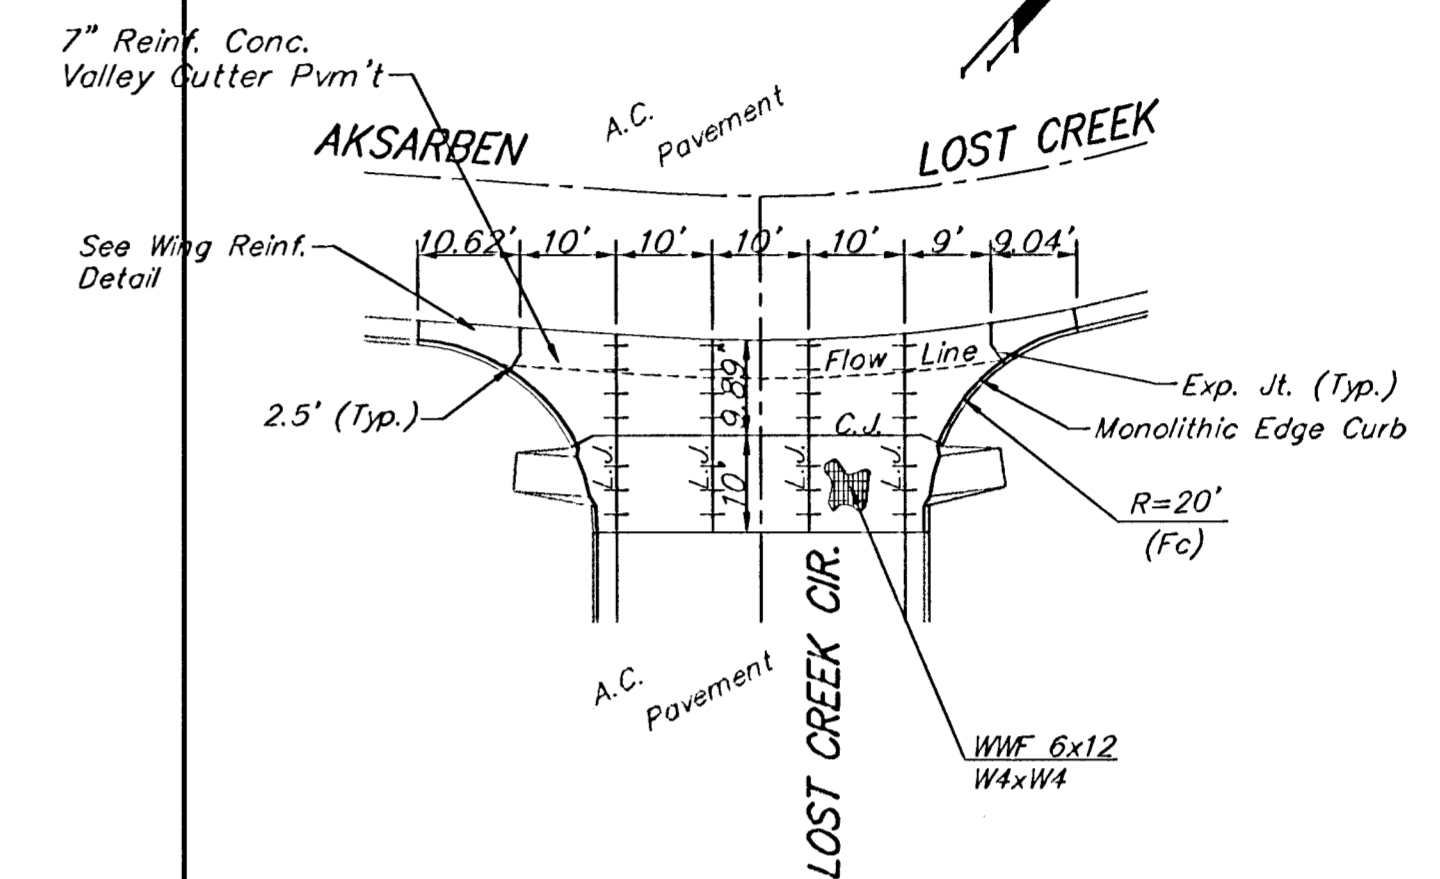 7" Reinf. Conc.
Valley Gutter Pvm't
A.C.
Pavement
AKSARBEN
LOST CREEK
See Wing Reinf.
Detail
10.62' 10' 10' 10' 10' 9' 9.04'
Flow Line
9.89'
2.5' (Typ.)
Exp. Jt. (Typ.)
C.J.
Monolithic Edge Curb
L.J. L.J. L.J. L.J.
10'
R=20'
(Fc)
LOST CREEK CIR.
A.C.
Pavement
WWF 6x12
W4xW4